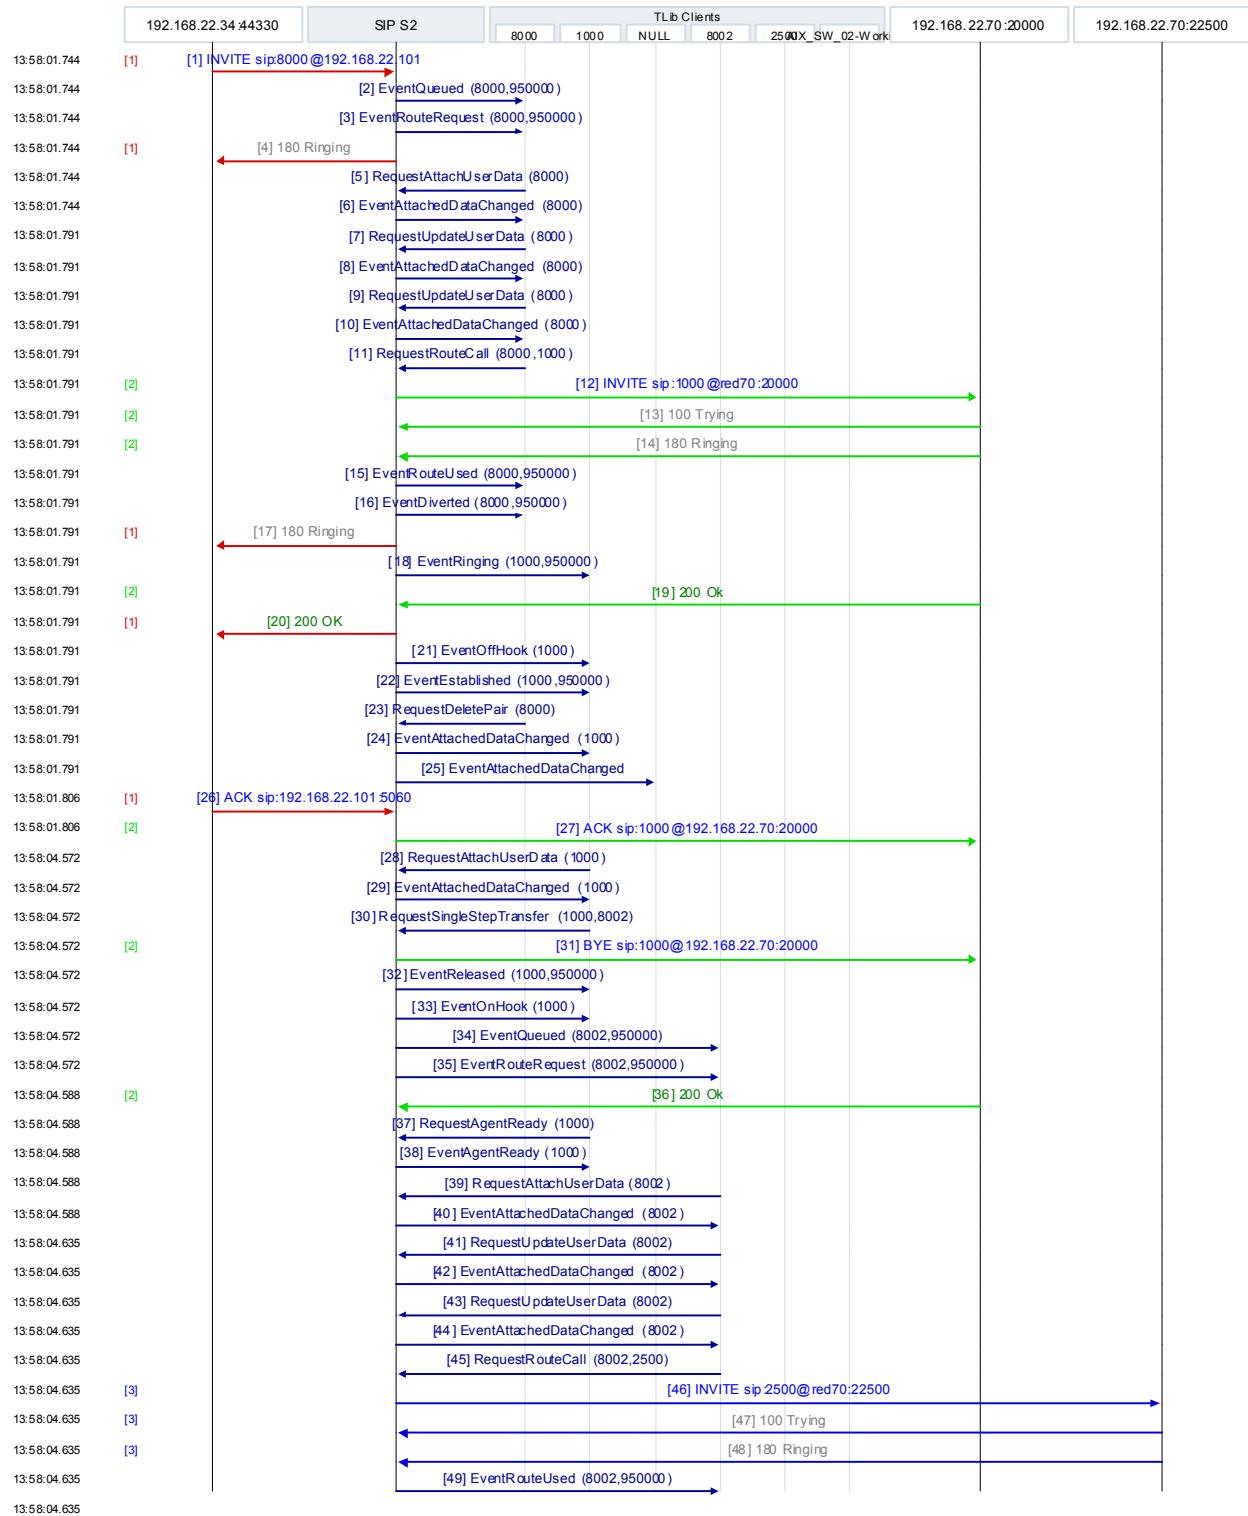 TLib Clients
192.168.22.34:44330 SIP S2 192.168.22.70:20000 192.168.22.70:22500
8000 1000 NULL 8002 2500 AIX_SW_02-Worki
13:58:01.744 [1] [1] INVITE sip:8000@192.168.22.101
13:58:01.744 [2] EventQueued (8000,950000)
13:58:01.744 [3] EventRouteRequest (8000,950000)
13:58:01.744 [1] [4] 180 Ringing
13:58:01.744 [5] RequestAttachUserData (8000)
13:58:01.744 [6] EventAttachedDataChanged (8000)
13:58:01.791 [7] RequestUpdateUserData (8000)
13:58:01.791 [8] EventAttachedDataChanged (8000)
13:58:01.791 [9] RequestUpdateUserData (8000)
13:58:01.791 [10] EventAttachedDataChanged (8000)
13:58:01.791 [11] RequestRouteCall (8000,1000)
13:58:01.791 [2] [12] INVITE sip:1000@red70:20000
13:58:01.791 [2] [13] 100 Trying
13:58:01.791 [2] [14] 180 Ringing
13:58:01.791 [15] EventRouteUsed (8000,950000)
13:58:01.791 [16] EventDiverted (8000,950000)
13:58:01.791 [1] [17] 180 Ringing
13:58:01.791 [18] EventRinging (1000,950000)
13:58:01.791 [2] [19] 200 Ok
13:58:01.791 [1] [20] 200 OK
13:58:01.791 [21] EventOffHook (1000)
13:58:01.791 [22] EventEstablished (1000,950000)
13:58:01.791 [23] RequestDeletePair (8000)
13:58:01.791 [24] EventAttachedDataChanged (1000)
13:58:01.791 [25] EventAttachedDataChanged
13:58:01.806 [1] [26] ACK sip:192.168.22.101:5060
13:58:01.806 [2] [27] ACK sip:1000@192.168.22.70:20000
13:58:04.572 [28] RequestAttachUserData (1000)
13:58:04.572 [29] EventAttachedDataChanged (1000)
13:58:04.572 [30] RequestSingleStepTransfer (1000,8002)
13:58:04.572 [2] [31] BYE sip:1000@192.168.22.70:20000
13:58:04.572 [32] EventReleased (1000,950000)
13:58:04.572 [33] EventOnHook (1000)
13:58:04.572 [34] EventQueued (8002,950000)
13:58:04.572 [35] EventRouteRequest (8002,950000)
13:58:04.588 [2] [36] 200 Ok
13:58:04.588 [37] RequestAgentReady (1000)
13:58:04.588 [38] EventAgentReady (1000)
13:58:04.588 [39] RequestAttachUserData (8002)
13:58:04.588 [40] EventAttachedDataChanged (8002)
13:58:04.635 [41] RequestUpdateUserData (8002)
13:58:04.635 [42] EventAttachedDataChanged (8002)
13:58:04.635 [43] RequestUpdateUserData (8002)
13:58:04.635 [44] EventAttachedDataChanged (8002)
13:58:04.635 [45] RequestRouteCall (8002,2500)
13:58:04.635 [3] [46] INVITE sip:2500@red70:22500
13:58:04.635 [3] [47] 100 Trying
13:58:04.635 [3] [48] 180 Ringing
13:58:04.635 [49] EventRouteUsed (8002,950000)
13:58:04.635